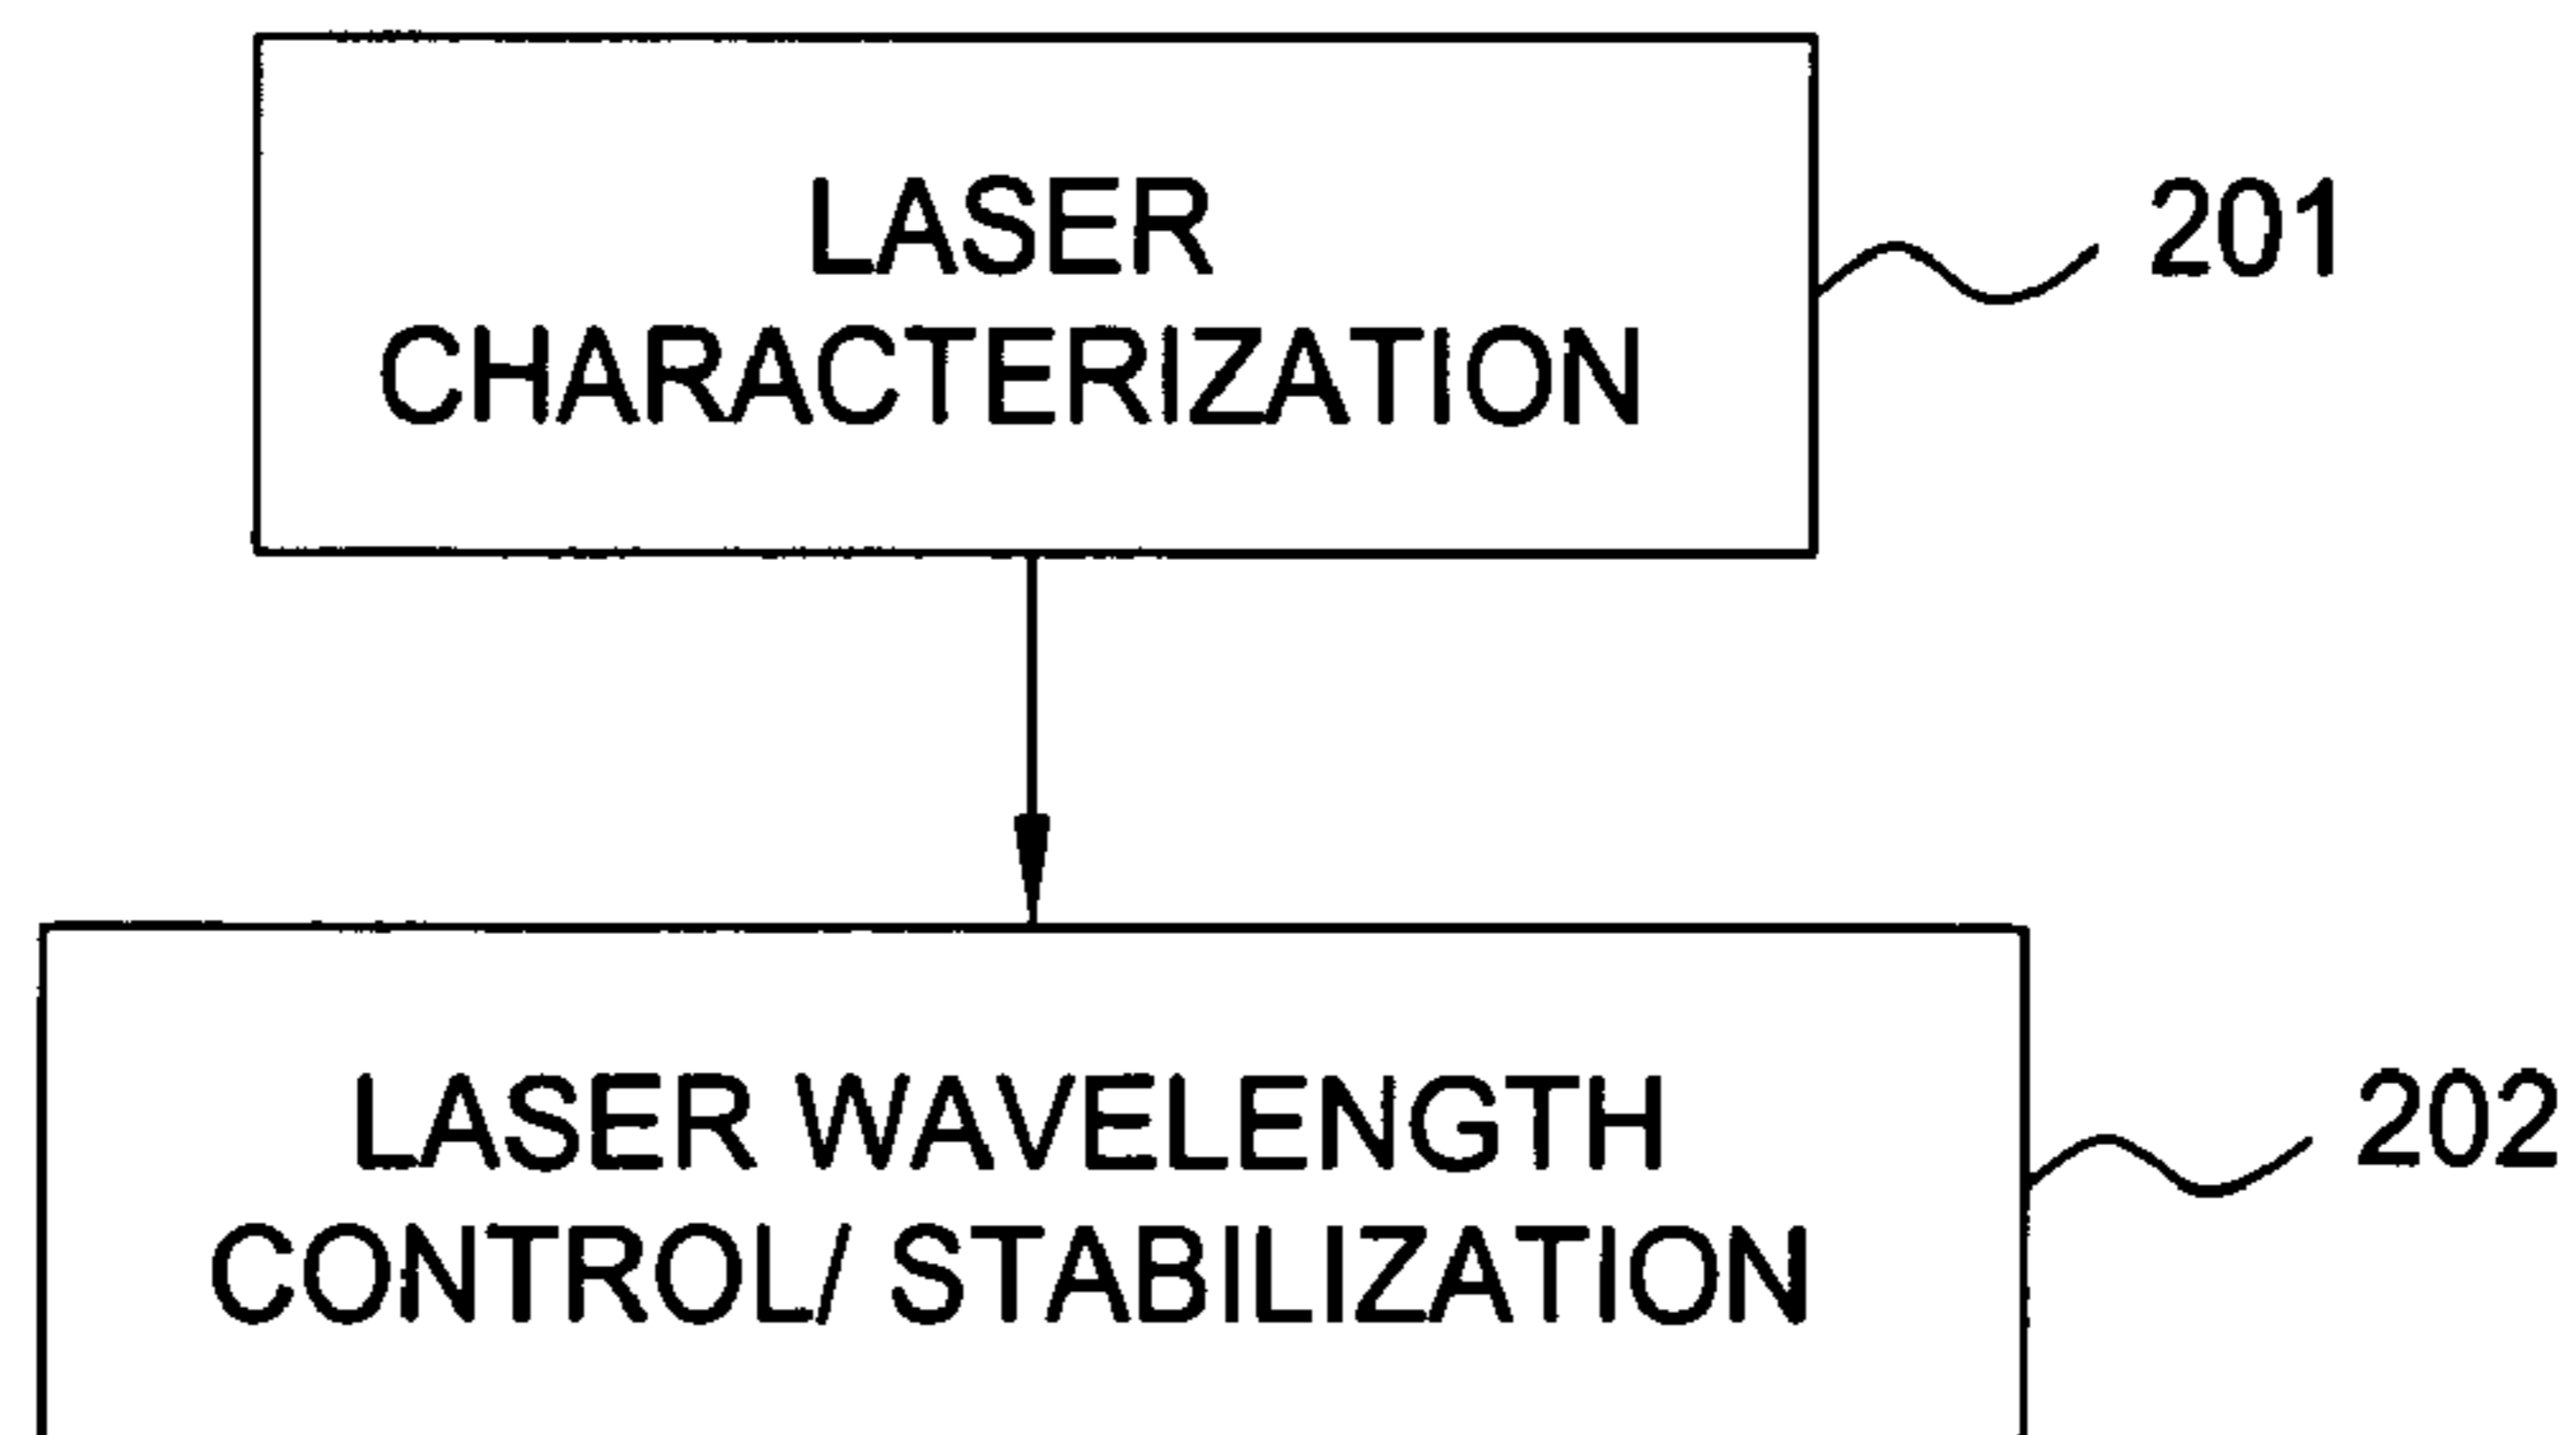 LASER
CHARACTERIZATION
201
LASER WAVELENGTH
CONTROL/ STABILIZATION
202